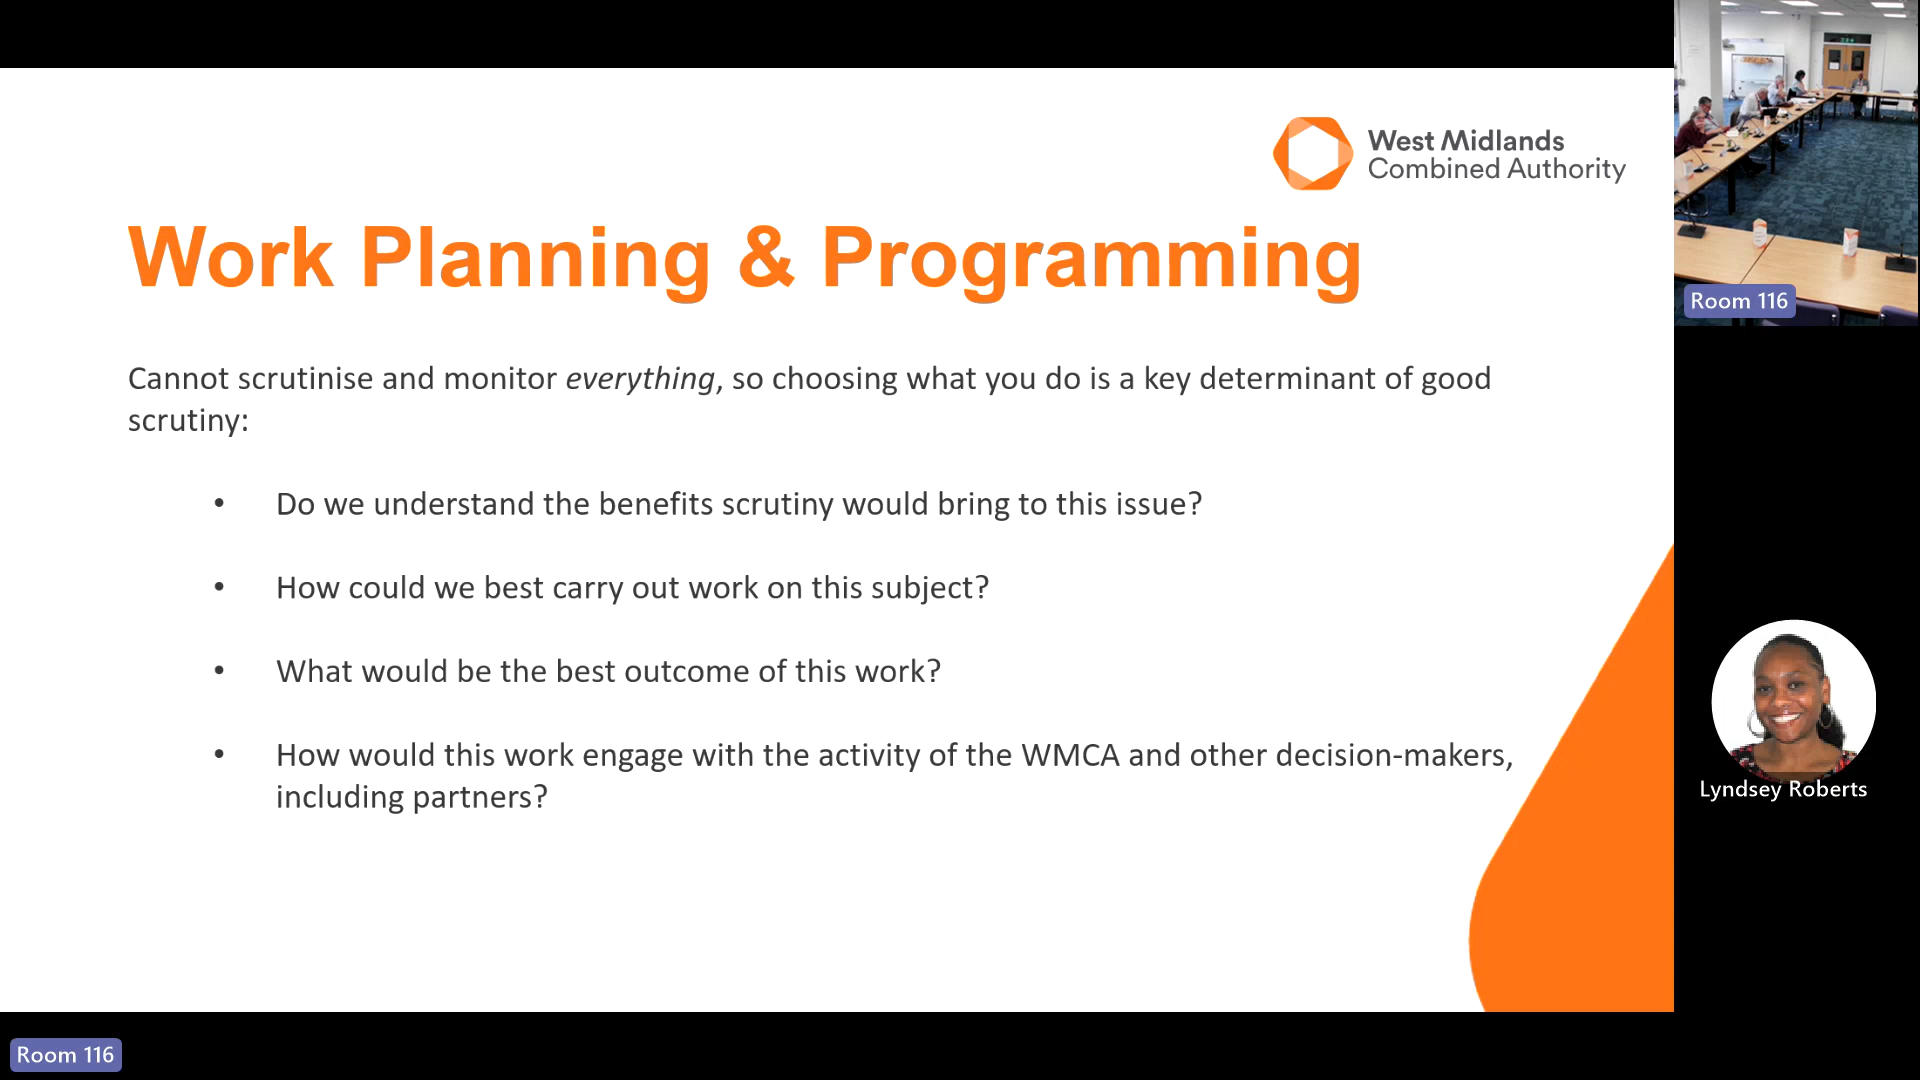 West Midlands
Combined Authority
Work Planning & Programming
Cannot scrutinise and monitor everything, so choosing what you do is a key determinant of good
scrutiny:
• Do we understand the benefits scrutiny would bring to this issue?
• How could we best carry out work on this subject?
• What would be the best outcome of this work?
• How would this work engage with the activity of the WMCA and other decision-makers,
including partners?
Room 116
Lyndsey Roberts
Room 116